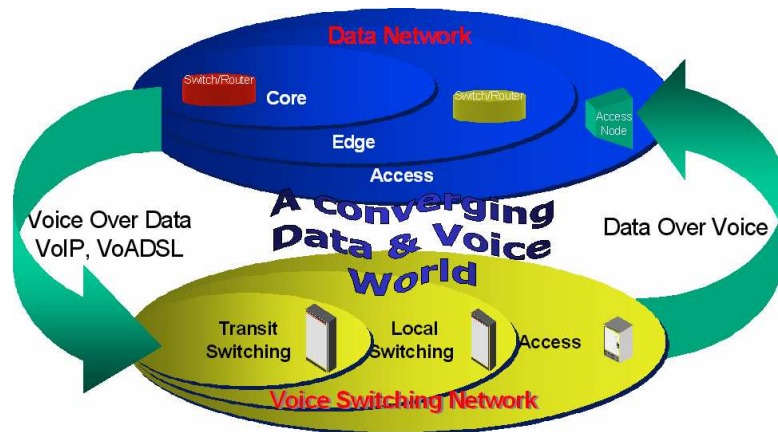 Data Network
Switch/Router
Core
Switch/Router
Access
Node
Edge
Access
A converging
Data & Voice
World
Voice Over Data
VoIP, VoADSL
Data Over Voice
Transit
Switching
Local
Switching
Access
Voice Switching Network